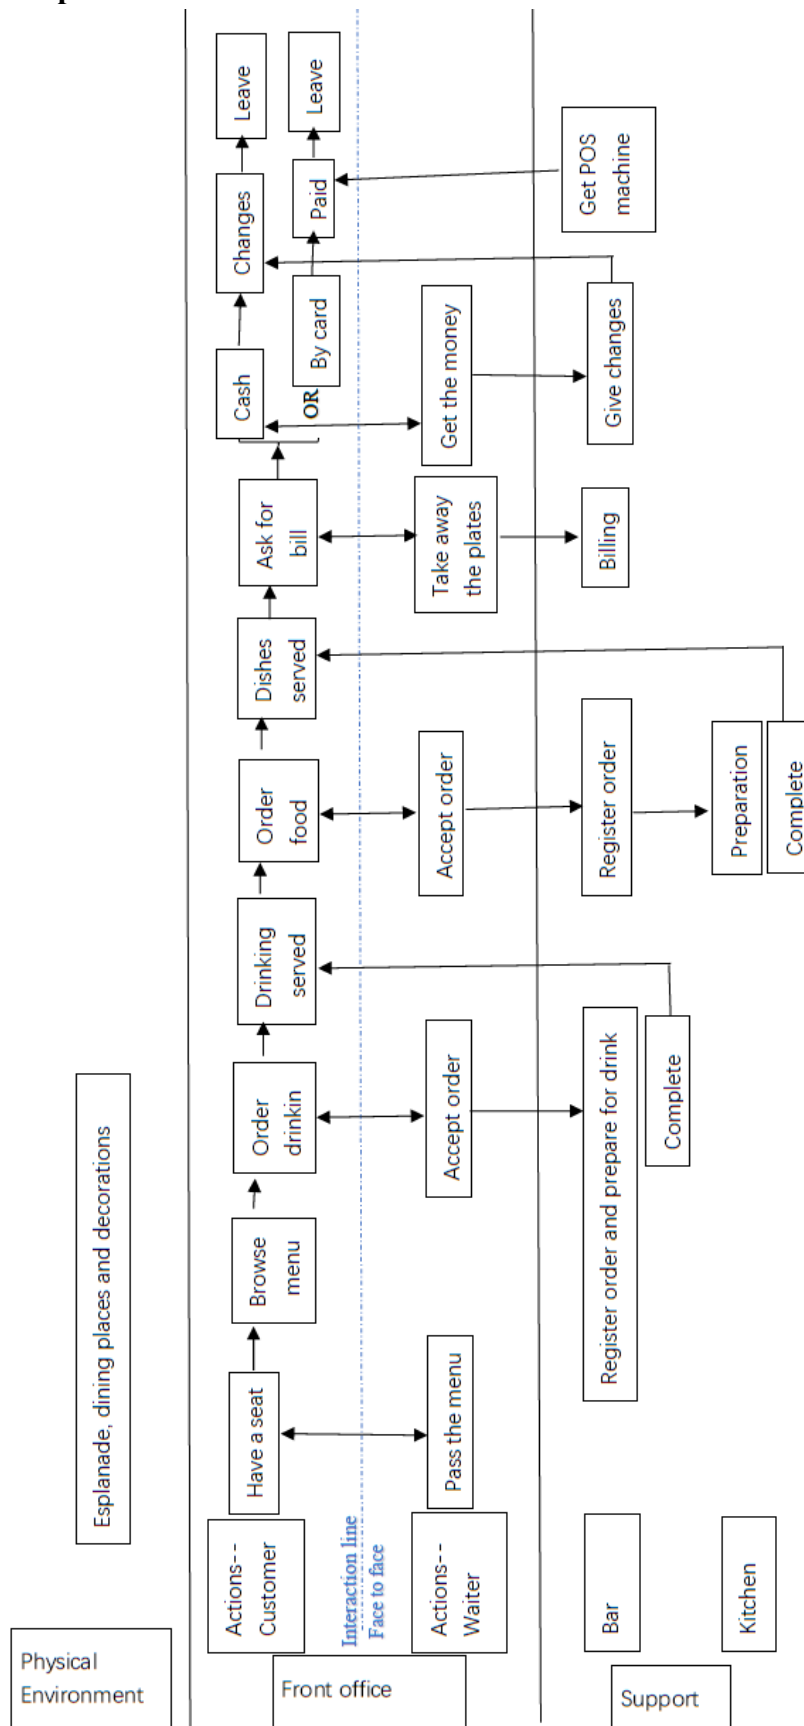 Physical
Environment
Esplanade, dining places and decorations
Front office
Actions--
Customer
Have a seat
Browse
menu
Order
drinkin
Drinking
served
Order
food
Dishes
served
Ask for
bill
Cash
OR
By card
Changes
Paid
Leave
Leave
Interaction line
Face to face
Actions--
Waiter
Pass the menu
Accept order
Accept order
Take away
the plates
Get the money
Support
Bar
Register order and prepare for drink
Complete
Register order
Billing
Give changes
Get POS
machine
Kitchen
Preparation
Complete